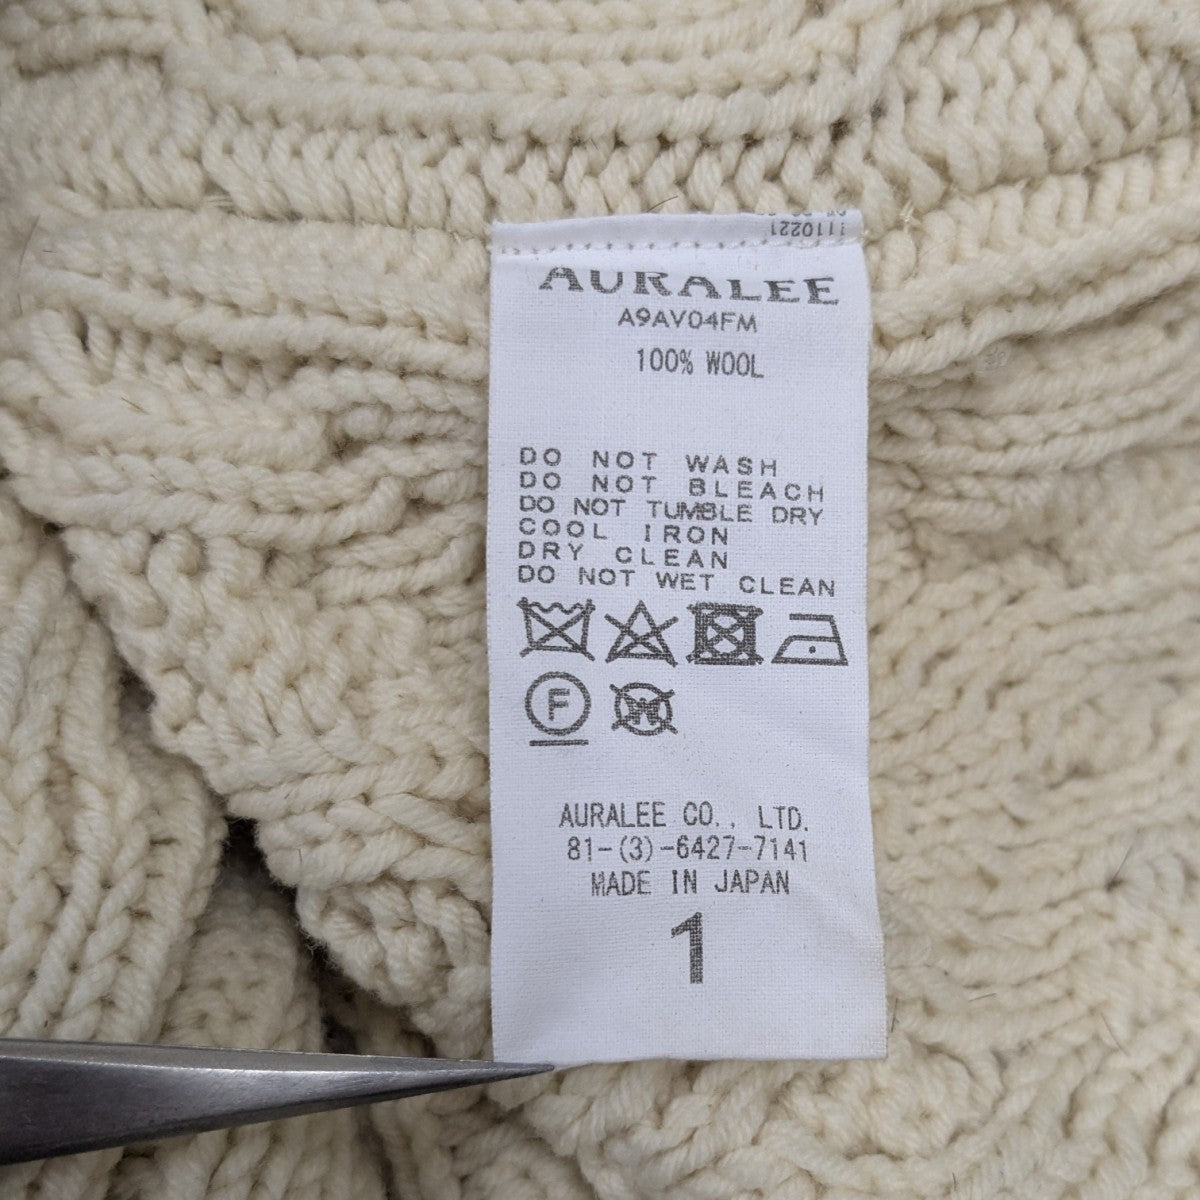 1110221
AURALEE
A9AV04FM
100% WOOL
DO NOT WASH
DO NOT BLEACH
DO NOT TUMBLE DRY
COOL IRON
DRY CLEAN
DO NOT WET CLEAN
F
W
AURALEE CO., LTD.
81-(3)-6427-7141
MADE IN JAPAN
1